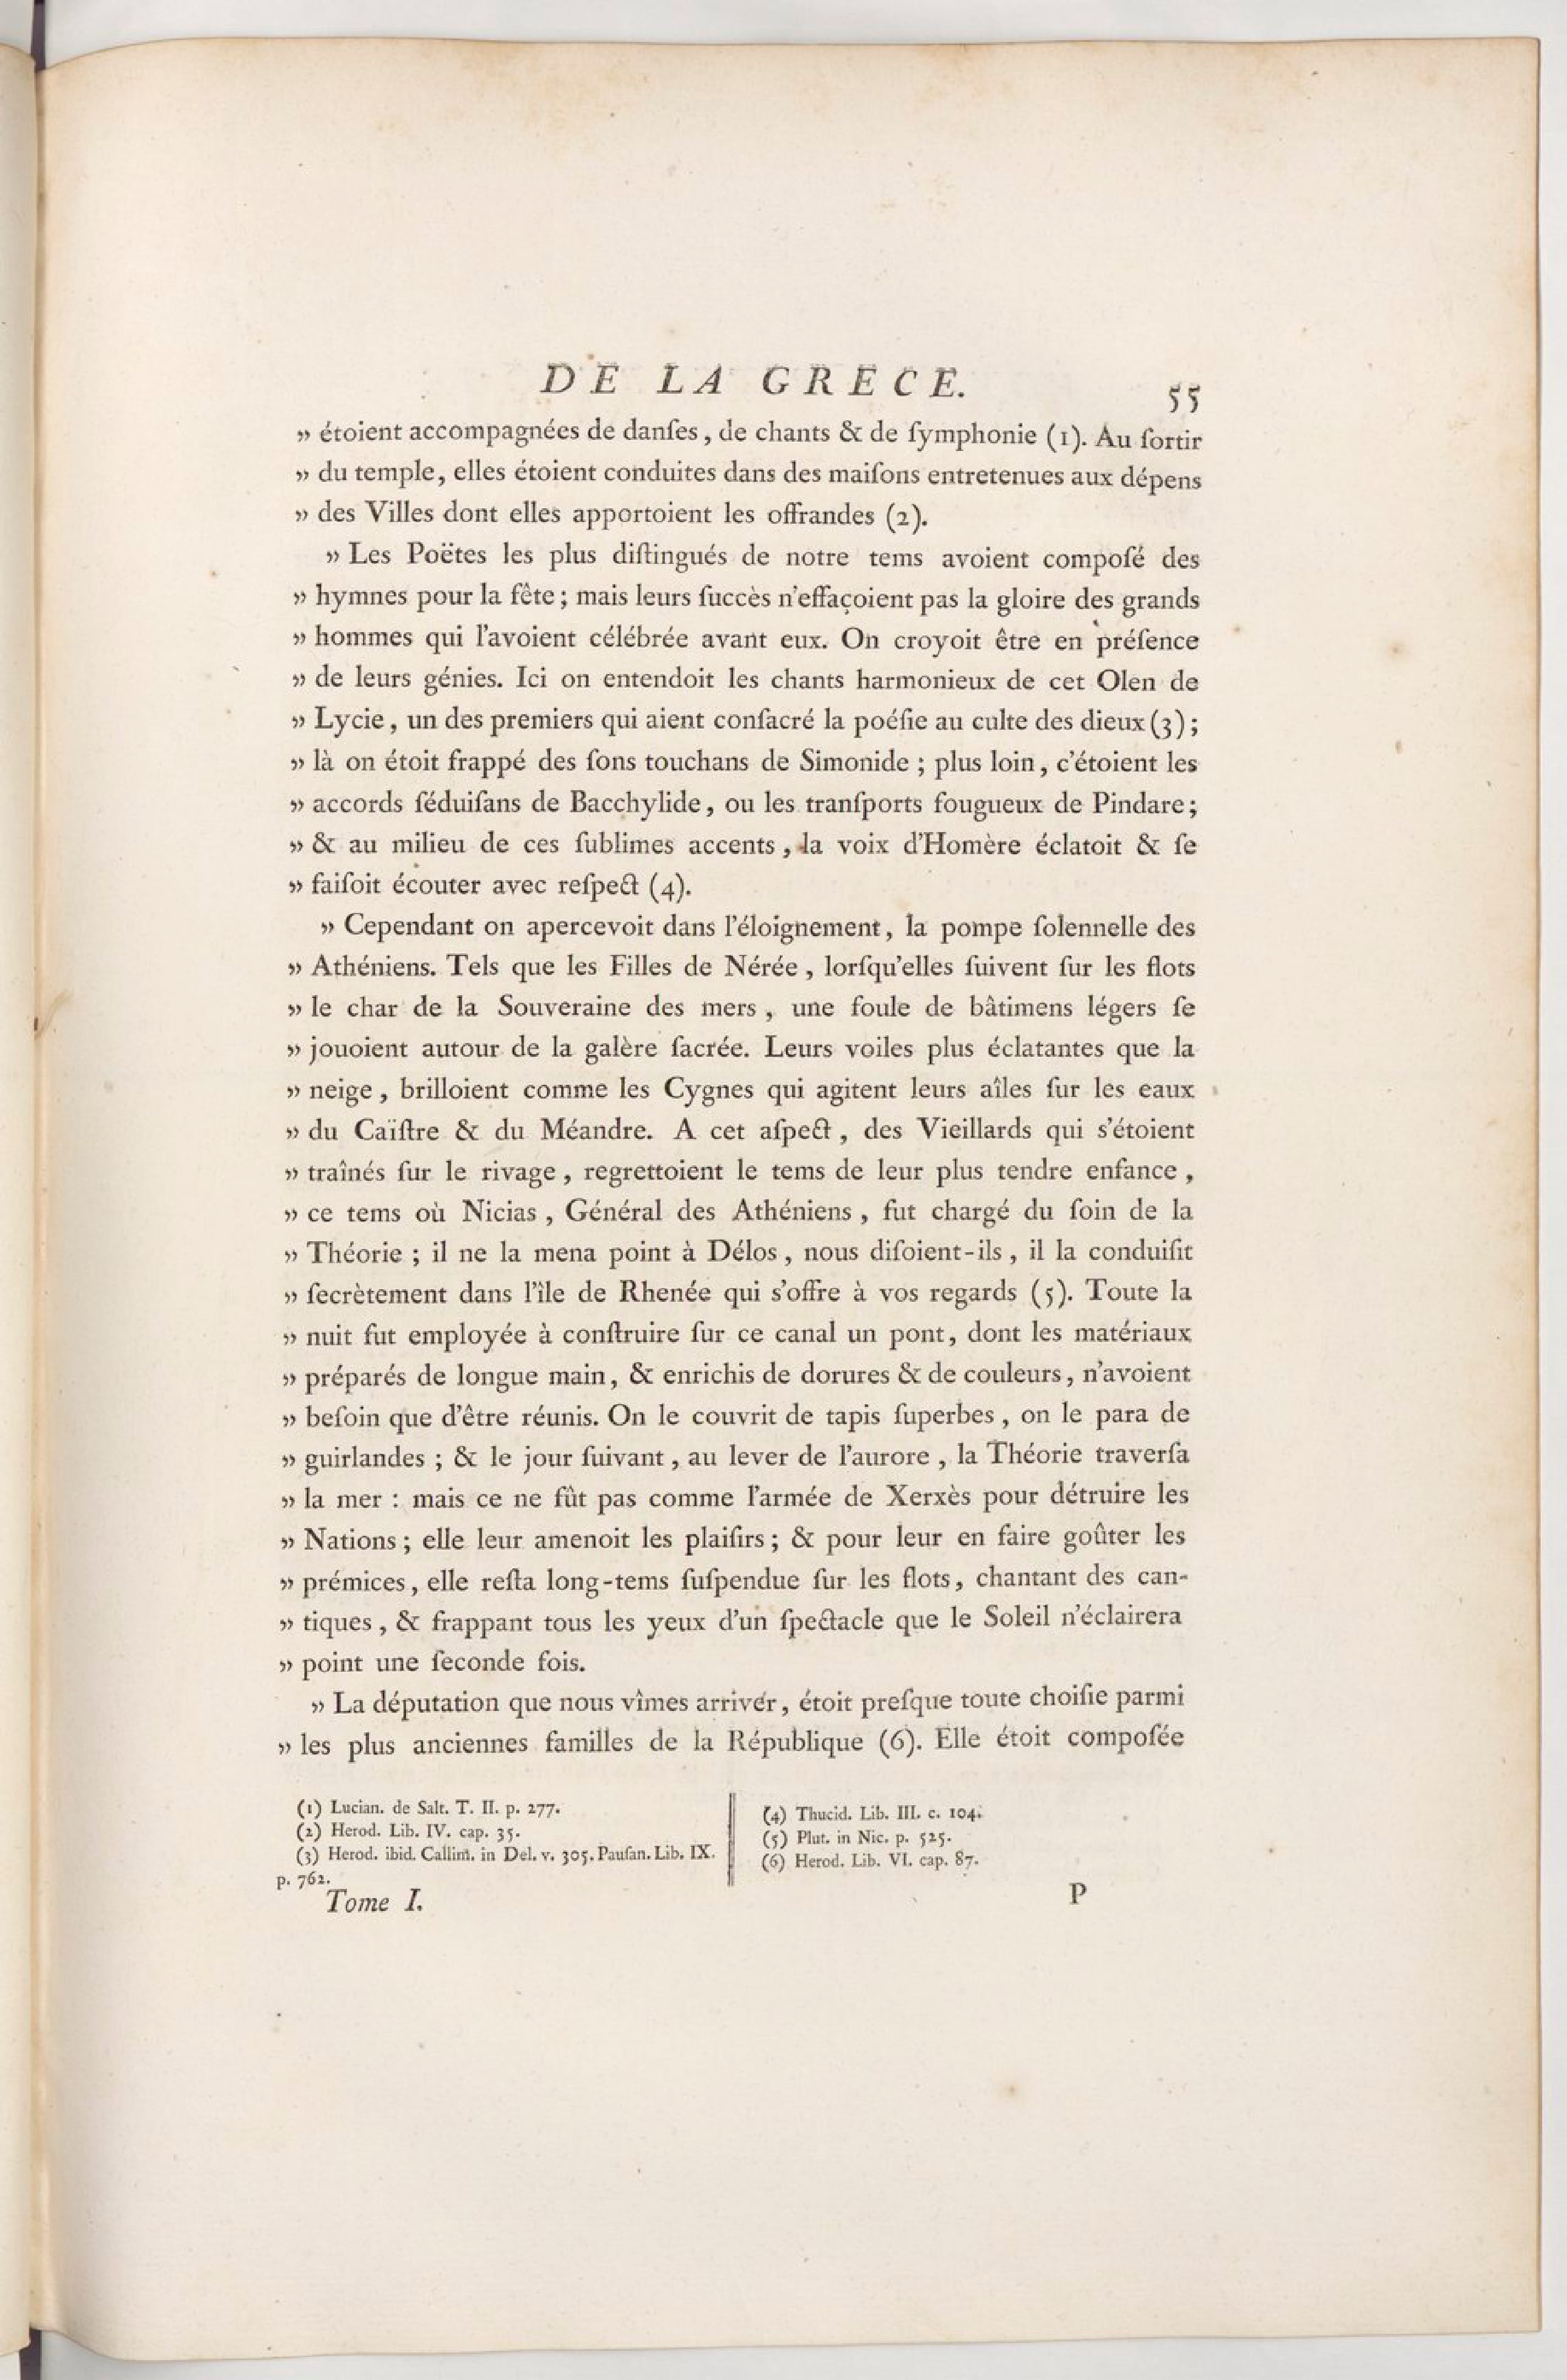 DE LA GRECE.
55
» étoient accompagnées de danſes, de chants & de ſymphonie (1). Au ſortir
» du temple, elles étoient conduites dans des maiſons entretenues aux dépens
» des Villes dont elles apportoient les offrandes (2).
» Les Poëtes les plus diſtingués de notre tems avoient compoſé des
» hymnes pour la fête; mais leurs ſuccès n'effaçoient pas la gloire des grands
» hommes qui l'avoient célébrée avant eux. On croyoit être en préſence
» de leurs génies. Ici on entendoit les chants harmonieux de cet Olen de
» Lycie, un des premiers qui aient conſacré la poéſie au culte des dieux (3);
» là on étoit frappé des ſons touchans de Simonide ; plus loin, c'étoient les
» accords ſéduiſans de Bacchylide, ou les tranſports fougueux de Pindare;
» & au milieu de ces ſublimes accents, la voix d'Homère éclatoit & ſe
» faiſoit écouter avec reſpect (4).
» Cependant on apercevoit dans l'éloignement, la pompe ſolennelle des
» Athéniens. Tels que les Filles de Nérée, lorſqu'elles ſuivent ſur les flots
» le char de la Souveraine des mers, une foule de bâtimens légers ſe
» jouoient autour de la galère ſacrée. Leurs voiles plus éclatantes que la
» neige, brilloient comme les Cygnes qui agitent leurs aîles ſur les eaux
» du Caïſtre & du Méandre. A cet aſpect, des Vieillards qui s'étoient
» traînés ſur le rivage, regrettoient le tems de leur plus tendre enfance,
» ce tems où Nicias, Général des Athéniens, fut chargé du ſoin de la
» Théorie ; il ne la mena point à Délos, nous diſoient-ils, il la conduiſit
» ſecrètement dans l'île de Rhenée qui s'offre à vos regards (5). Toute la
» nuit fut employée à conſtruire ſur ce canal un pont, dont les matériaux
» préparés de longue main, & enrichis de dorures & de couleurs, n'avoient
» beſoin que d'être réunis. On le couvrit de tapis ſuperbes, on le para de
» guirlandes ; & le jour ſuivant, au lever de l'aurore, la Théorie traverſa
» la mer : mais ce ne fût pas comme l'armée de Xerxès pour détruire les
» Nations ; elle leur amenoit les plaiſirs ; & pour leur en faire goûter les
» prémices, elle reſta long-tems ſuſpendue ſur les flots, chantant des can-
» tiques, & frappant tous les yeux d'un ſpectacle que le Soleil n'éclairera
» point une ſeconde fois.
» La députation que nous vîmes arriver, étoit preſque toute choiſie parmi
» les plus anciennes familles de la République (6). Elle étoit compoſée
(1) Lucian. de Salt. T. II. p. 277.
(2) Herod. Lib. IV. cap. 35.
(3) Herod. ibid. Callim. in Del. v. 305. Pauſan. Lib. IX.
p. 762.
(4) Thucid. Lib. III. c. 104.
(5) Plut. in Nic. p. 525.
(6) Herod. Lib. VI. cap. 87.
Tome I.
P